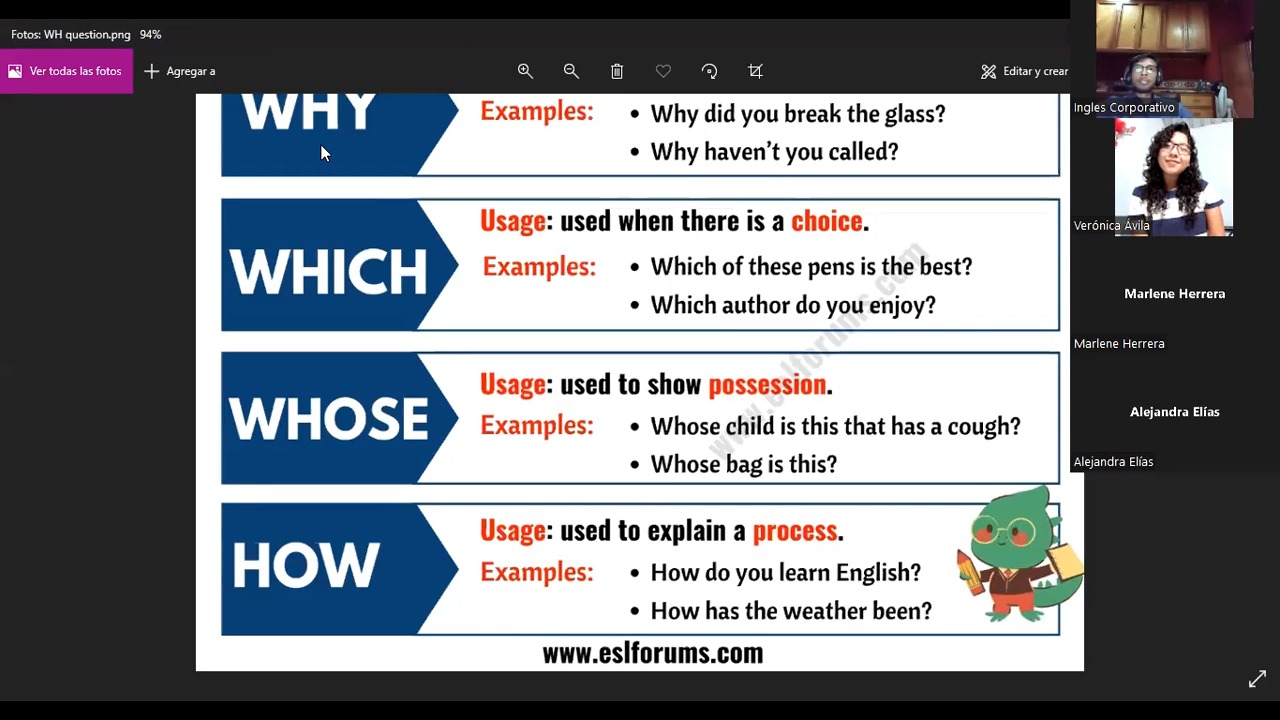 Fotos: WH question.png 94%
Ver todas las fotos
Agregar a
Editar y crear
WHY
Examples:
• Why did you break the glass?
• Why haven't you called?
WHICH
Usage: used when there is a choice.
Examples:
• Which of these pens is the best?
• Which author do you enjoy?
WHOSE
Usage: used to show possession.
Examples:
• Whose child is this that has a cough?
• Whose bag is this?
HOW
Usage: used to explain a process.
Examples:
• How do you learn English?
• How has the weather been?
www.eslforums.com
www.eslforums.com
Ingles Corporativo
Verónica Ávila
Marlene Herrera
Marlene Herrera
Alejandra Elías
Alejandra Elías